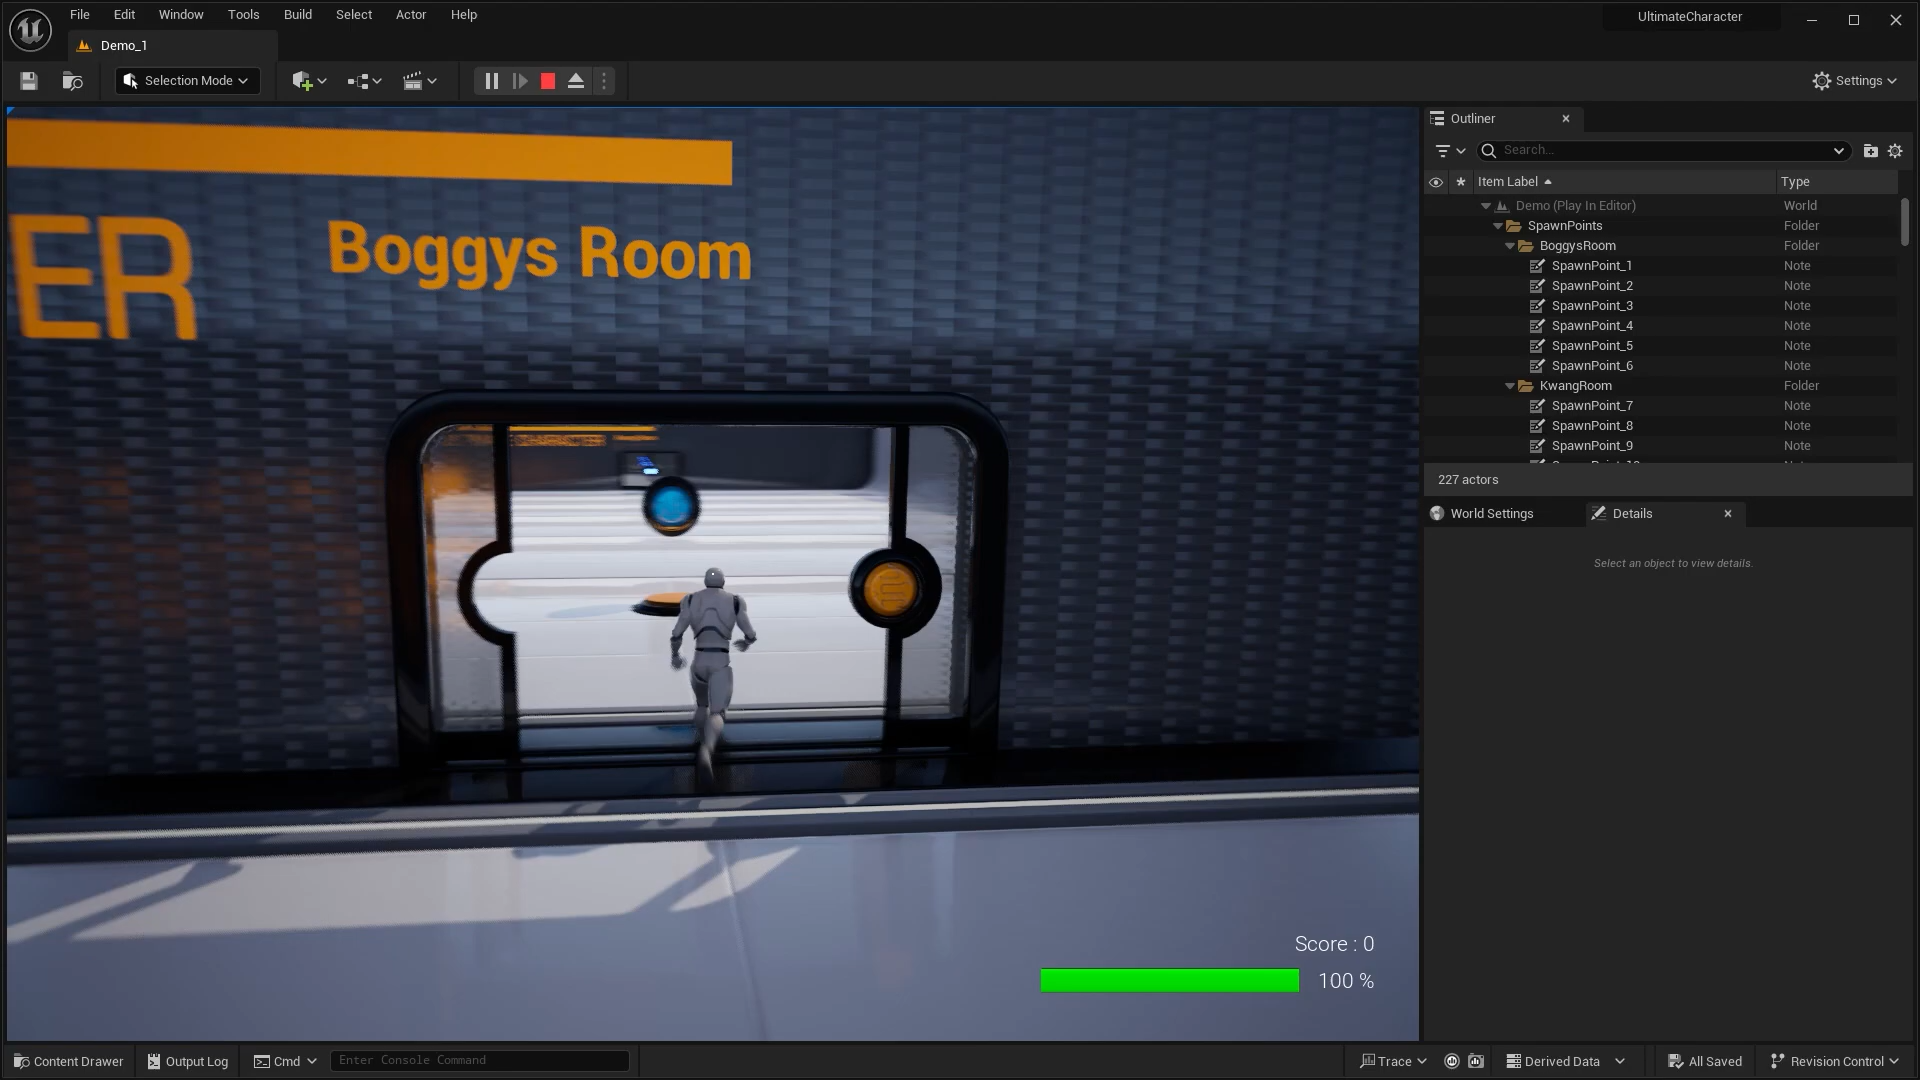 File Edit Window Tools Build Select Actor Help
UltimateCharacter
Demo_1
Selection Mode
Settings
ER
Boggys Room
Score : 0
100 %
Outliner
Search...
Item Label Type
Demo (Play In Editor) World
SpawnPoints Folder
BoggysRoom Folder
SpawnPoint_1 Note
SpawnPoint_2 Note
SpawnPoint_3 Note
SpawnPoint_4 Note
SpawnPoint_5 Note
SpawnPoint_6 Note
KwangRoom Folder
SpawnPoint_7 Note
SpawnPoint_8 Note
SpawnPoint_9 Note
227 actors
World Settings Details
Select an object to view details.
Content Drawer Output Log Cmd Enter Console Command Trace Derived Data All Saved Revision Control